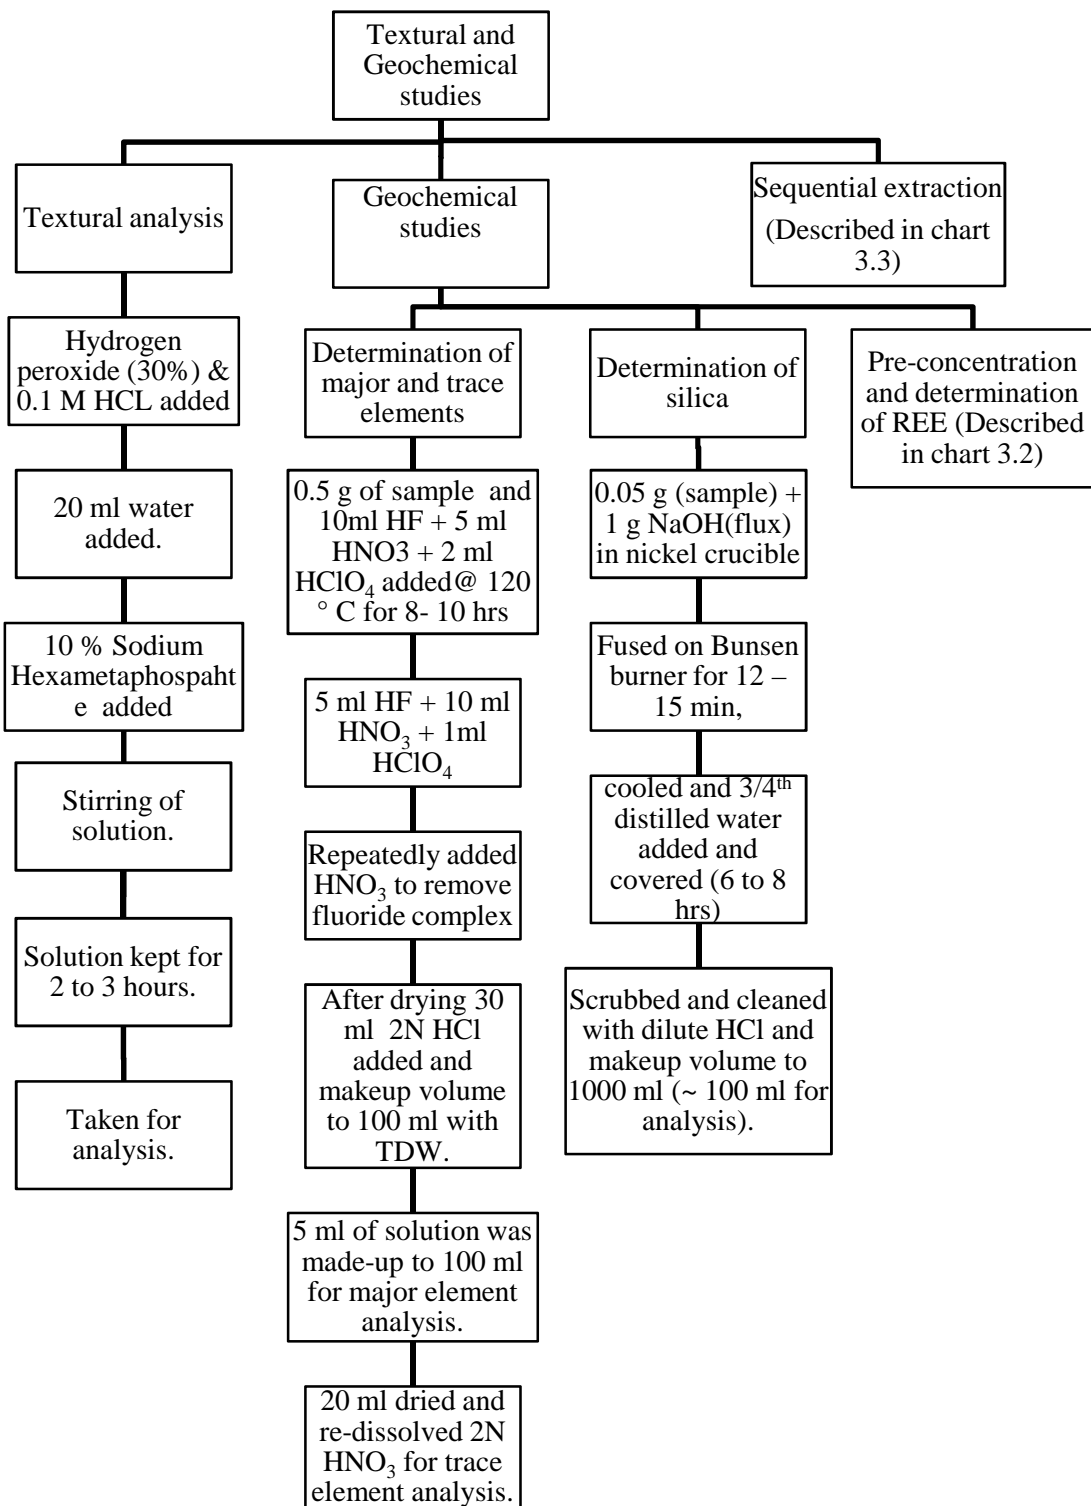 Textural and
Geochemical
studies
Textural analysis
Geochemical
studies
Sequential extraction
(Described in chart
3.3)
Hydrogen
peroxide (30%) &
0.1 M HCL added
20 ml water
added.
10 % Sodium
Hexametaphospaht
e added
Stirring of
solution.
Solution kept for
2 to 3 hours.
Taken for
analysis.
Determination of
major and trace
elements
0.5 g of sample and
10ml HF + 5 ml
HNO3 + 2 ml
HClO₄ added@ 120
° C for 8- 10 hrs
5 ml HF + 10 ml
HNO₃ + 1ml
HClO₄
Repeatedly added
HNO₃ to remove
fluoride complex
After drying 30
ml 2N HCl
added and
makeup volume
to 100 ml with
TDW.
5 ml of solution was
made-up to 100 ml
for major element
analysis.
20 ml dried and
re-dissolved 2N
HNO₃ for trace
element analysis.
Determination of
silica
0.05 g (sample) +
1 g NaOH(flux)
in nickel crucible
Fused on Bunsen
burner for 12 –
15 min,
cooled and 3/4ᵗʰ
distilled water
added and
covered (6 to 8
hrs)
Scrubbed and cleaned
with dilute HCl and
makeup volume to
1000 ml (~ 100 ml for
analysis).
Pre-concentration
and determination
of REE (Described
in chart 3.2)